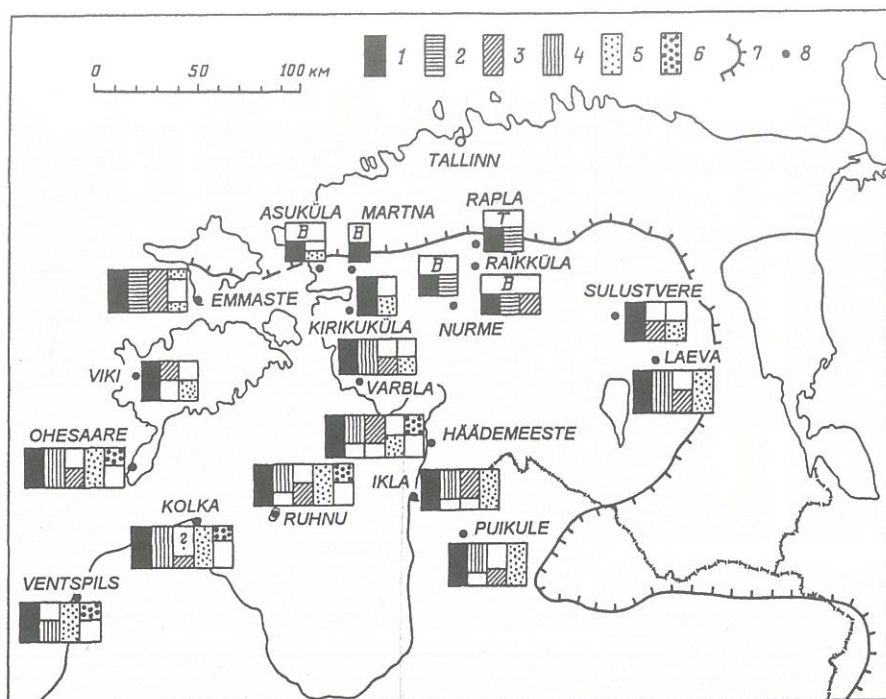 1 2 3 4 5 6 7 8
0 50 100 км
TALLINN
ASUKÜLA MARTNA RAPLA
B B T
RAIKKÜLA
B B
EMMASTE
SULUSTVERE
KIRIKUKÜLA NURME
LAEVA
VIKI
VARBLA
OHESAARE
HÄÄDEMEESTE
KOLKA
IKLA
RUHNU
?
PUIKULE
VENTSPILS